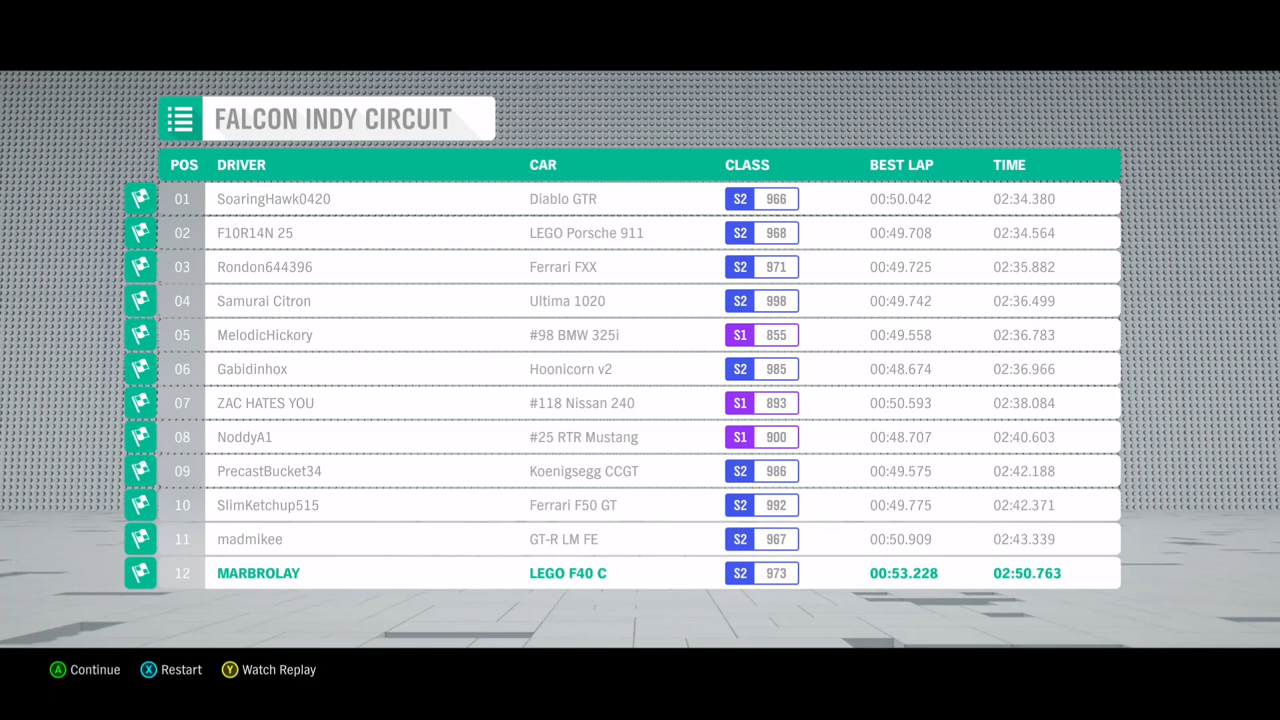 FALCON INDY CIRCUIT
POS DRIVER CAR CLASS BEST LAP TIME
01 SoaringHawk0420 Diablo GTR S2 966 00:50.042 02:34.380
02 F10R14N 25 LEGO Porsche 911 S2 968 00:49.708 02:34.564
03 Rondon644396 Ferrari FXX S2 971 00:49.725 02:35.882
04 Samurai Citron Ultima 1020 S2 998 00:49.742 02:36.499
05 MelodicHickory #98 BMW 325i S1 855 00:49.558 02:36.783
06 Gabidinhox Hoonicorn v2 S2 985 00:48.674 02:36.966
07 ZAC HATES YOU #118 Nissan 240 S1 893 00:50.593 02:38.084
08 NoddyA1 #25 RTR Mustang S1 900 00:48.707 02:40.603
09 PrecastBucket34 Koenigsegg CCGT S2 986 00:49.575 02:42.188
10 SlimKetchup515 Ferrari F50 GT S2 992 00:49.775 02:42.371
11 madmikee GT-R LM FE S2 967 00:50.909 02:43.339
12 MARBROLAY LEGO F40 C S2 973 00:53.228 02:50.763
A Continue X Restart Y Watch Replay